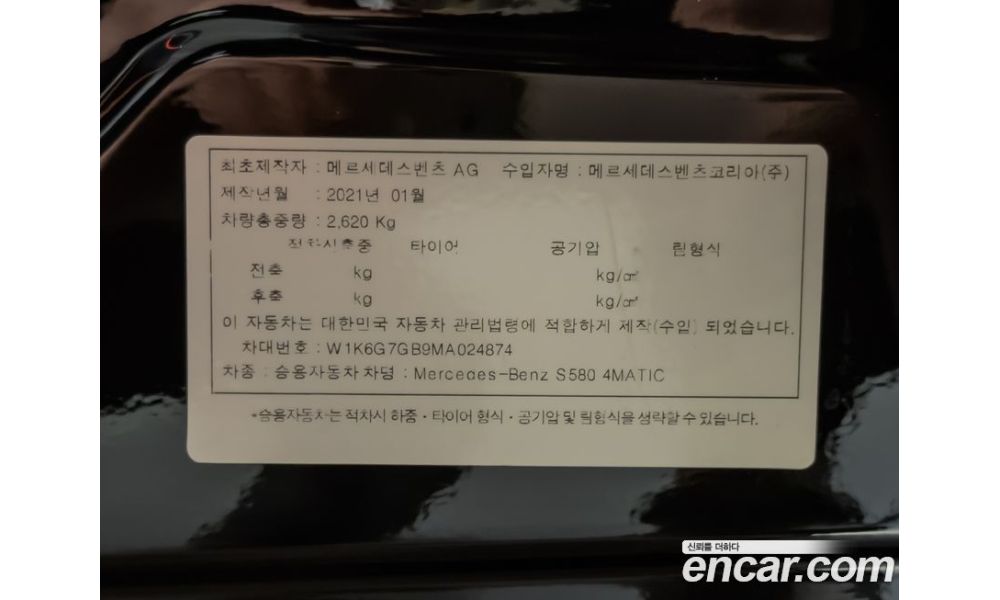 최초제작자 : 메르세데스벤츠 AG 수입자명 : 메르세데스벤츠코리아(주)
제작년월 : 2021년 01월
차량총중량 : 2,620 Kg
적차시하중 타이어 공기압 림형식
전축 kg kg/㎠
후축 kg kg/㎠
이 자동차는 대한민국 자동차 관리법령에 적합하게 제작(수입) 되었습니다.
차대번호 : W1K6G7GB9MA024874
차종 : 승용자동차 차명 : Mercedes-Benz S580 4MATIC
*승용자동차는 적차시 하중 · 타이어 형식 · 공기압 및 림형식을 생략할 수 있습니다.
신뢰를 더하다
encar.com